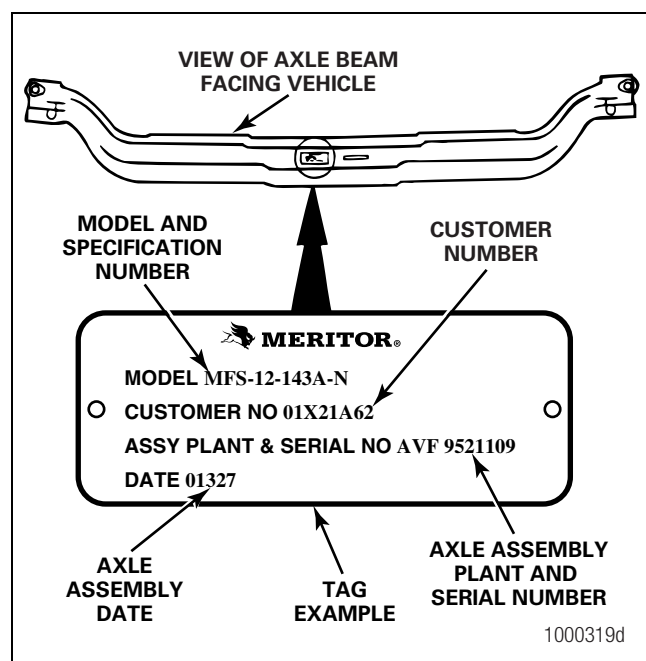 VIEW OF AXLE BEAM
FACING VEHICLE
MODEL AND
SPECIFICATION
NUMBER
CUSTOMER
NUMBER
MERITOR®
MODEL MFS-12-143A-N
CUSTOMER NO 01X21A62
ASSY PLANT & SERIAL NO AVF 9521109
DATE 01327
AXLE
ASSEMBLY
DATE
TAG
EXAMPLE
AXLE ASSEMBLY
PLANT AND
SERIAL NUMBER
1000319d